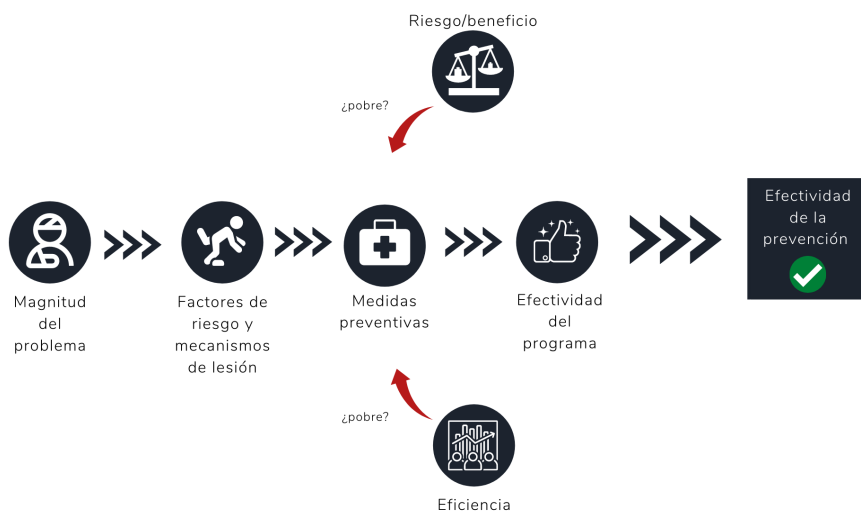 Riesgo/beneficio
¿pobre?
Magnitud
del
problema
Factores de
riesgo y
mecanismos
de lesión
Medidas
preventivas
Efectividad
del
programa
Efectividad
de la
prevención
¿pobre?
Eficiencia